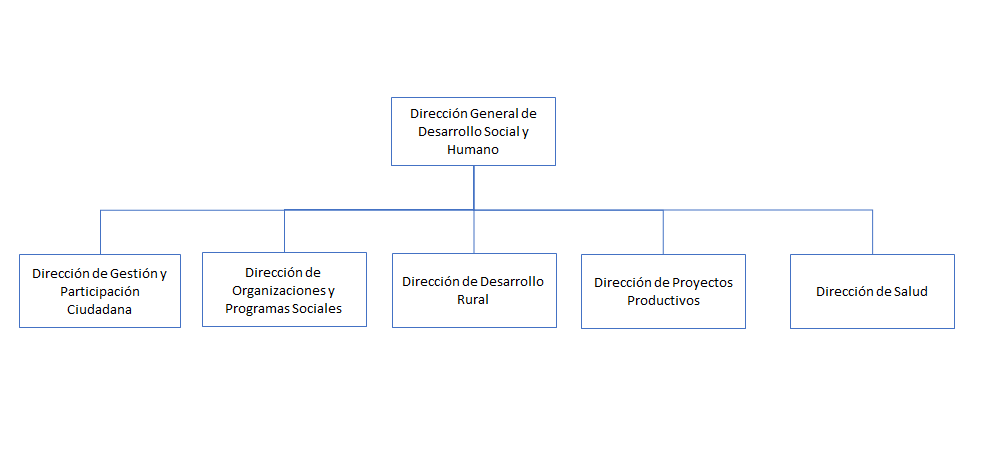 Dirección General de
Desarrollo Social y
Humano
Dirección de Gestión y
Participación
Ciudadana
Dirección de
Organizaciones y
Programas Sociales
Dirección de Desarrollo
Rural
Dirección de Proyectos
Productivos
Dirección de Salud